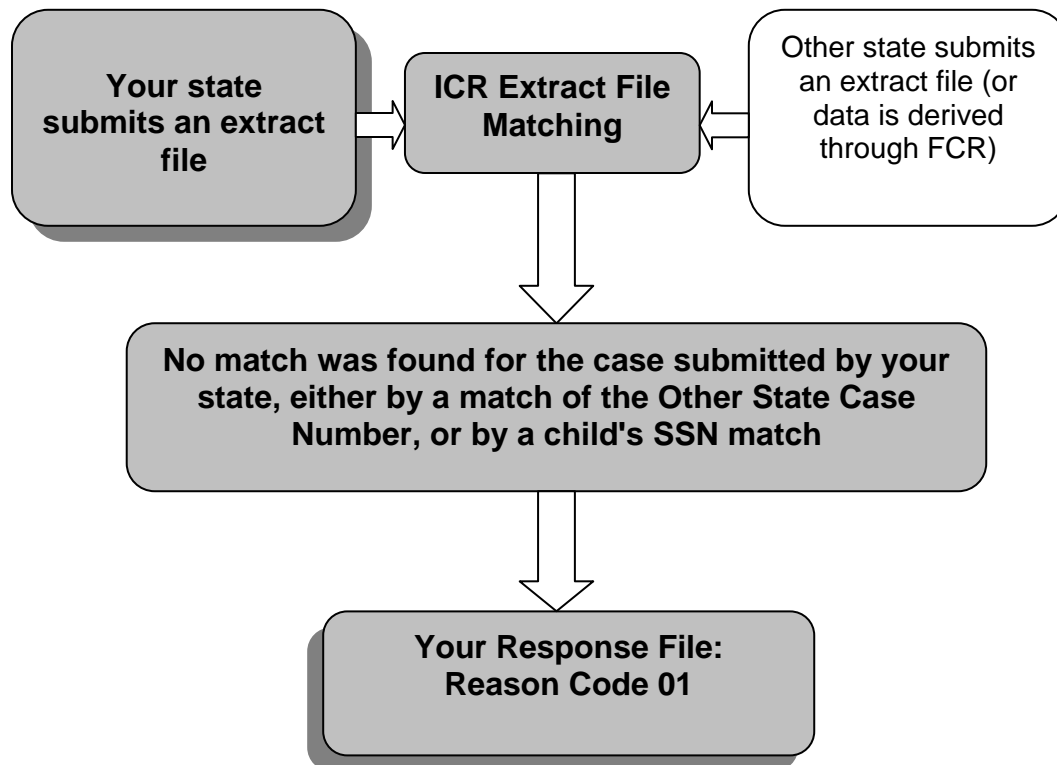 Your state
submits an extract
file
ICR Extract File
Matching
Other state submits
an extract file (or
data is derived
through FCR)
No match was found for the case submitted by your
state, either by a match of the Other State Case
Number, or by a child's SSN match
Your Response File:
Reason Code 01